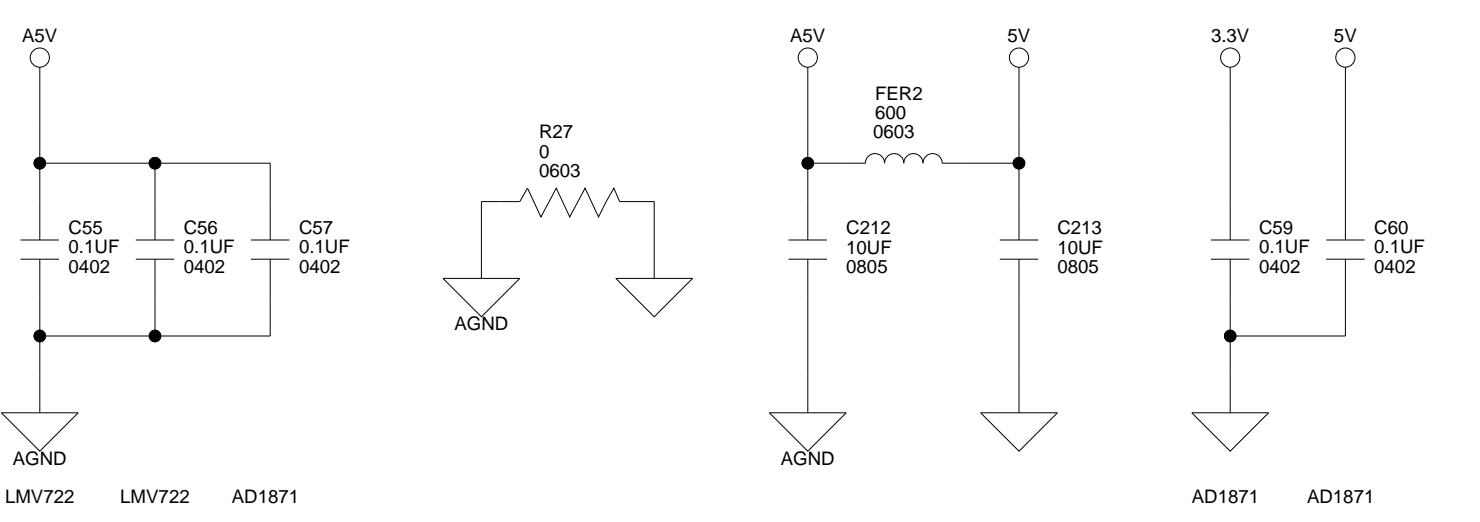 A5V
A5V
5V
3.3V
5V
FER2
600
0603
R27
0
0603
C55
0.1UF
0402
C56
0.1UF
0402
C57
0.1UF
0402
C212
10UF
0805
C213
10UF
0805
C59
0.1UF
0402
C60
0.1UF
0402
AGND
AGND
AGND
LMV722
LMV722
AD1871
AD1871
AD1871